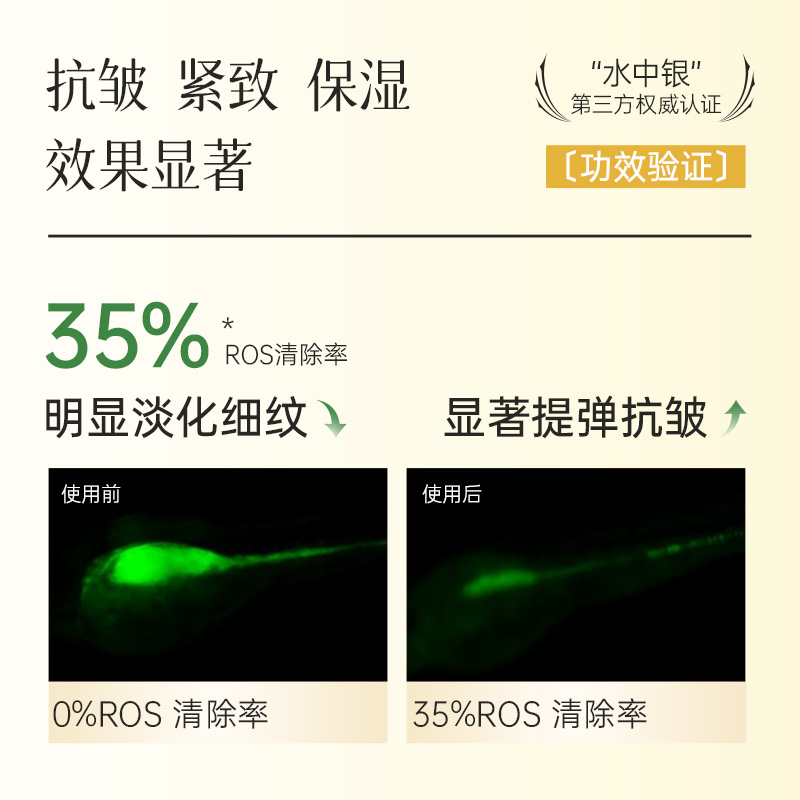 抗皱 紧致 保湿
效果显著
“水中银”
第三方权威认证
〔功效验证〕
35%*
ROS清除率
明显淡化细纹
显著提弹抗皱
使用前
使用后
0%ROS 清除率
35%ROS 清除率